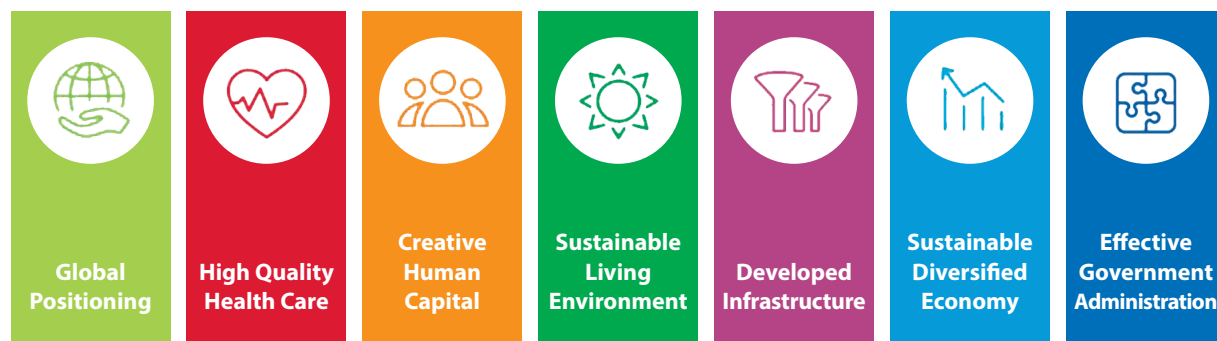 Global
Positioning
High Quality
Health Care
Creative
Human
Capital
Sustainable
Living
Environment
Developed
Infrastructure
Sustainable
Diversified
Economy
Effective
Government
Administration